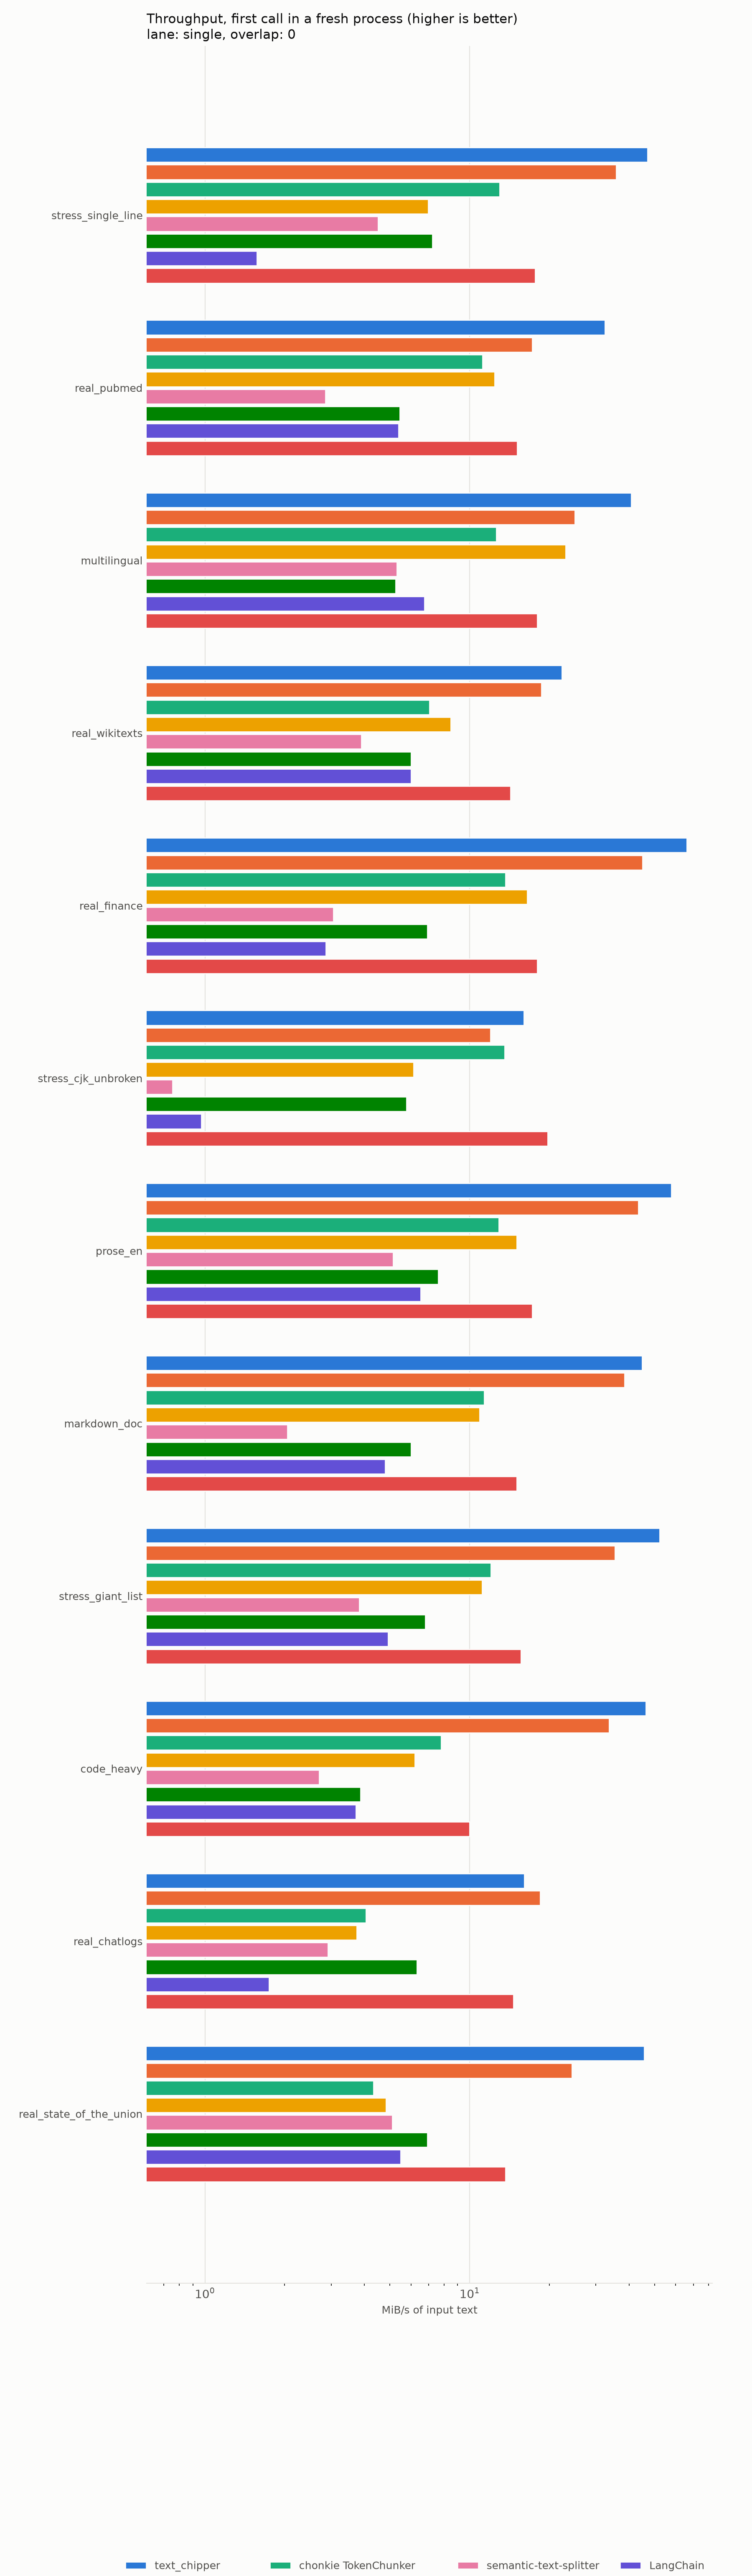 Throughput, first call in a fresh process (higher is better)
lane: single, overlap: 0
stress_single_line
real_pubmed
multilingual
real_wikitexts
real_finance
stress_cjk_unbroken
prose_en
markdown_doc
stress_giant_list
code_heavy
real_chatlogs
real_state_of_the_union
10⁰ 10¹
MiB/s of input text
text_chipper chonkie TokenChunker semantic-text-splitter LangChain